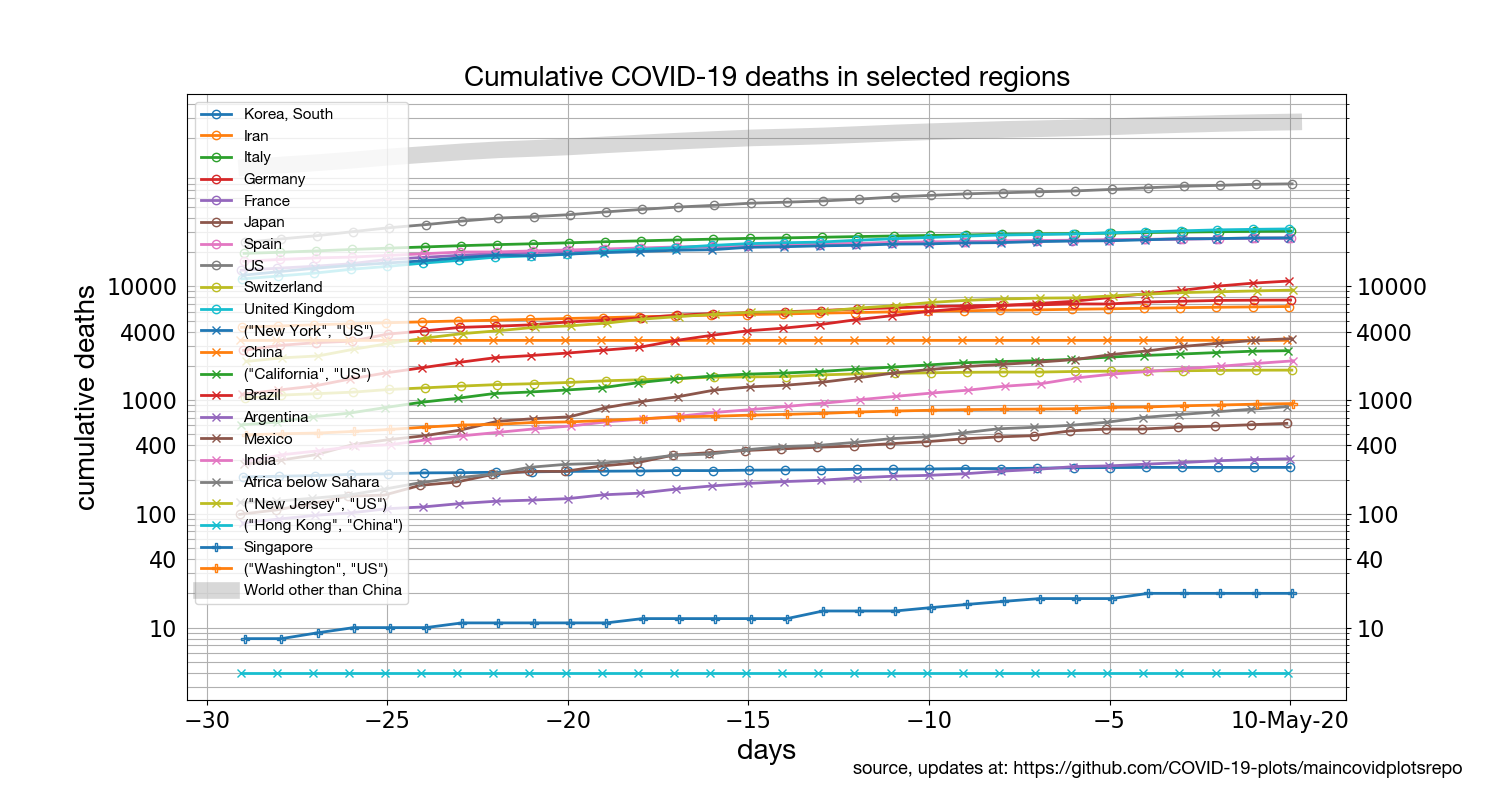 Cumulative COVID-19 deaths in selected regions
Korea, South
Iran
Italy
Germany
France
Japan
Spain
US
Switzerland
United Kingdom
("New York", "US")
China
("California", "US")
Brazil
Argentina
Mexico
India
Africa below Sahara
("New Jersey", "US")
("Hong Kong", "China")
Singapore
("Washington", "US")
World other than China
cumulative deaths
10000
4000
1000
400
100
40
10
10000
4000
1000
400
100
40
10
−30 −25 −20 −15 −10 −5 10-May-20
days
source, updates at: https://github.com/COVID-19-plots/maincovidplotsrepo